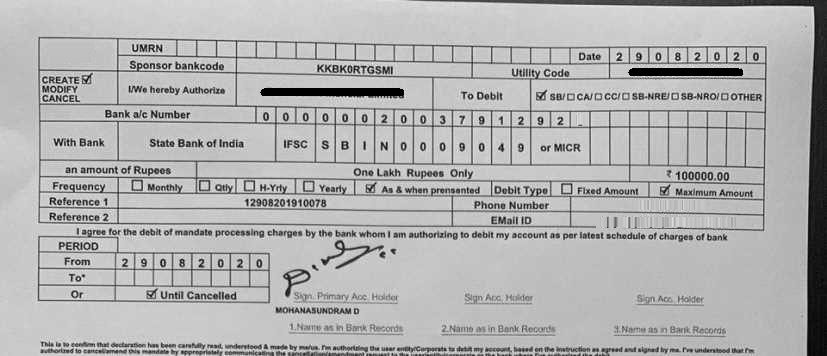 UMRN Date 2 9 0 8 2 0 2 0
Sponsor bankcode KKBK0RTGSMI Utility Code
CREATE ☑
MODIFY
CANCEL
I/We hereby Authorize To Debit ☑ SB/☐CA/☐CC/☐SB-NRE/☐SB-NRO/☐OTHER
Bank a/c Number 0 0 0 0 0 0 2 0 0 3 7 9 1 2 9 2
With Bank State Bank of India IFSC S B I N 0 0 0 9 0 4 9 or MICR
an amount of Rupees One Lakh Rupees Only ₹ 100000.00
Frequency ☐ Monthly ☐ Qtly ☐ H-Yrly ☐ Yearly ☑ As & when prensented Debit Type ☐ Fixed Amount ☑ Maximum Amount
Reference 1 12908201910078 Phone Number
Reference 2 EMail ID
I agree for the debit of mandate processing charges by the bank whom I am authorizing to debit my account as per latest schedule of charges of bank
PERIOD
From 2 9 0 8 2 0 2 0
To*
Or ☑ Until Cancelled
Sign. Primary Acc. Holder Sign Acc. Holder Sign Acc. Holder
MOHANASUNDRAM D
1.Name as in Bank Records 2.Name as in Bank Records 3.Name as in Bank Records
This is to confirm that declaration has been carefully read, understood & made by me/us. I'm authorizing the user entity/Corporate to debit my account, based on the instruction as agreed and signed by me. I've understood that I'm
authorized to cancel/amend this mandate by appropriately communicating the cancellation/amendment request to the